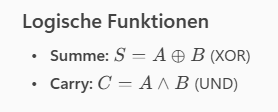 Logische Funktionen
• Summe: S = A ⊕ B (XOR)
• Carry: C = A ∧ B (UND)